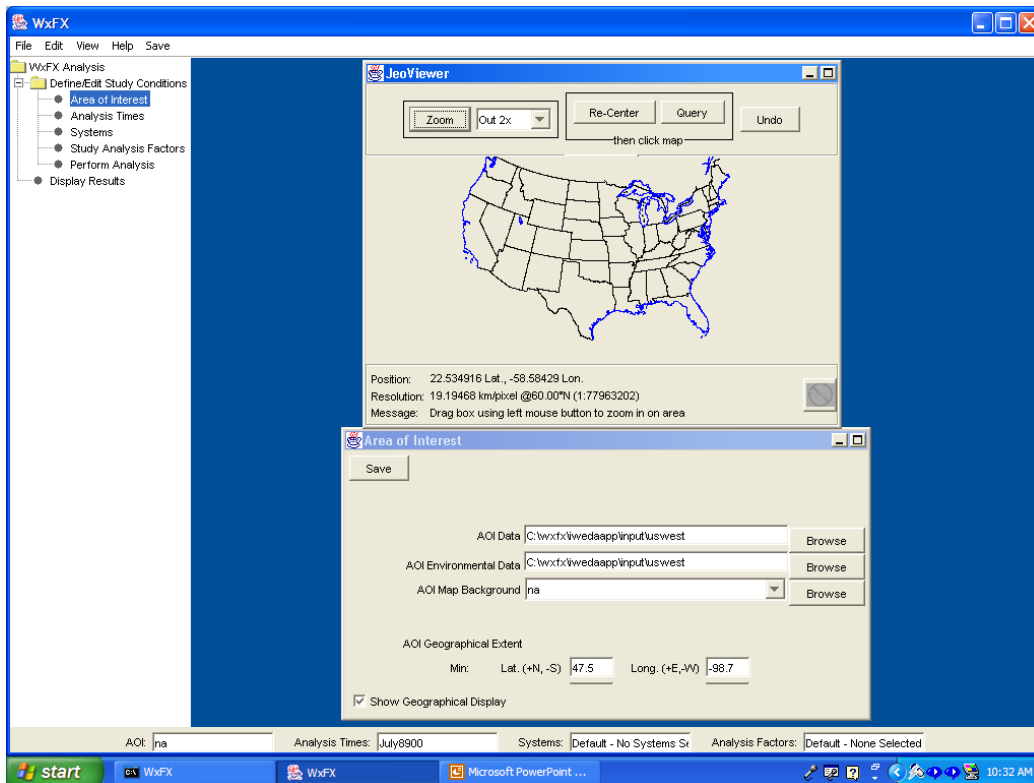 WxFX
File Edit View Help Save
WxFX Analysis
Define/Edit Study Conditions
Area of Interest
Analysis Times
Systems
Study Analysis Factors
Perform Analysis
Display Results
JeoViewer
Zoom Out 2x Re-Center Query Undo
then click map
Position: 22.534916 Lat., -58.58429 Lon.
Resolution: 19.19468 km/pixel @60.00°N (1:77963202)
Message: Drag box using left mouse button to zoom in on area
Area of Interest
Save
AOI Data C:\wxfx\iwedaapp\input\uswest Browse
AOI Environmental Data C:\wxfx\iwedaapp\input\uswest Browse
AOI Map Background na Browse
AOI Geographical Extent
Min: Lat. (+N, -S) 47.5 Long. (+E,-W) -98.7
Show Geographical Display
AOI: na Analysis Times: July8900 Systems: Default - No Systems Se Analysis Factors: Default - None Selected
start WxFX WxFX Microsoft PowerPoint ... 10:32 AM